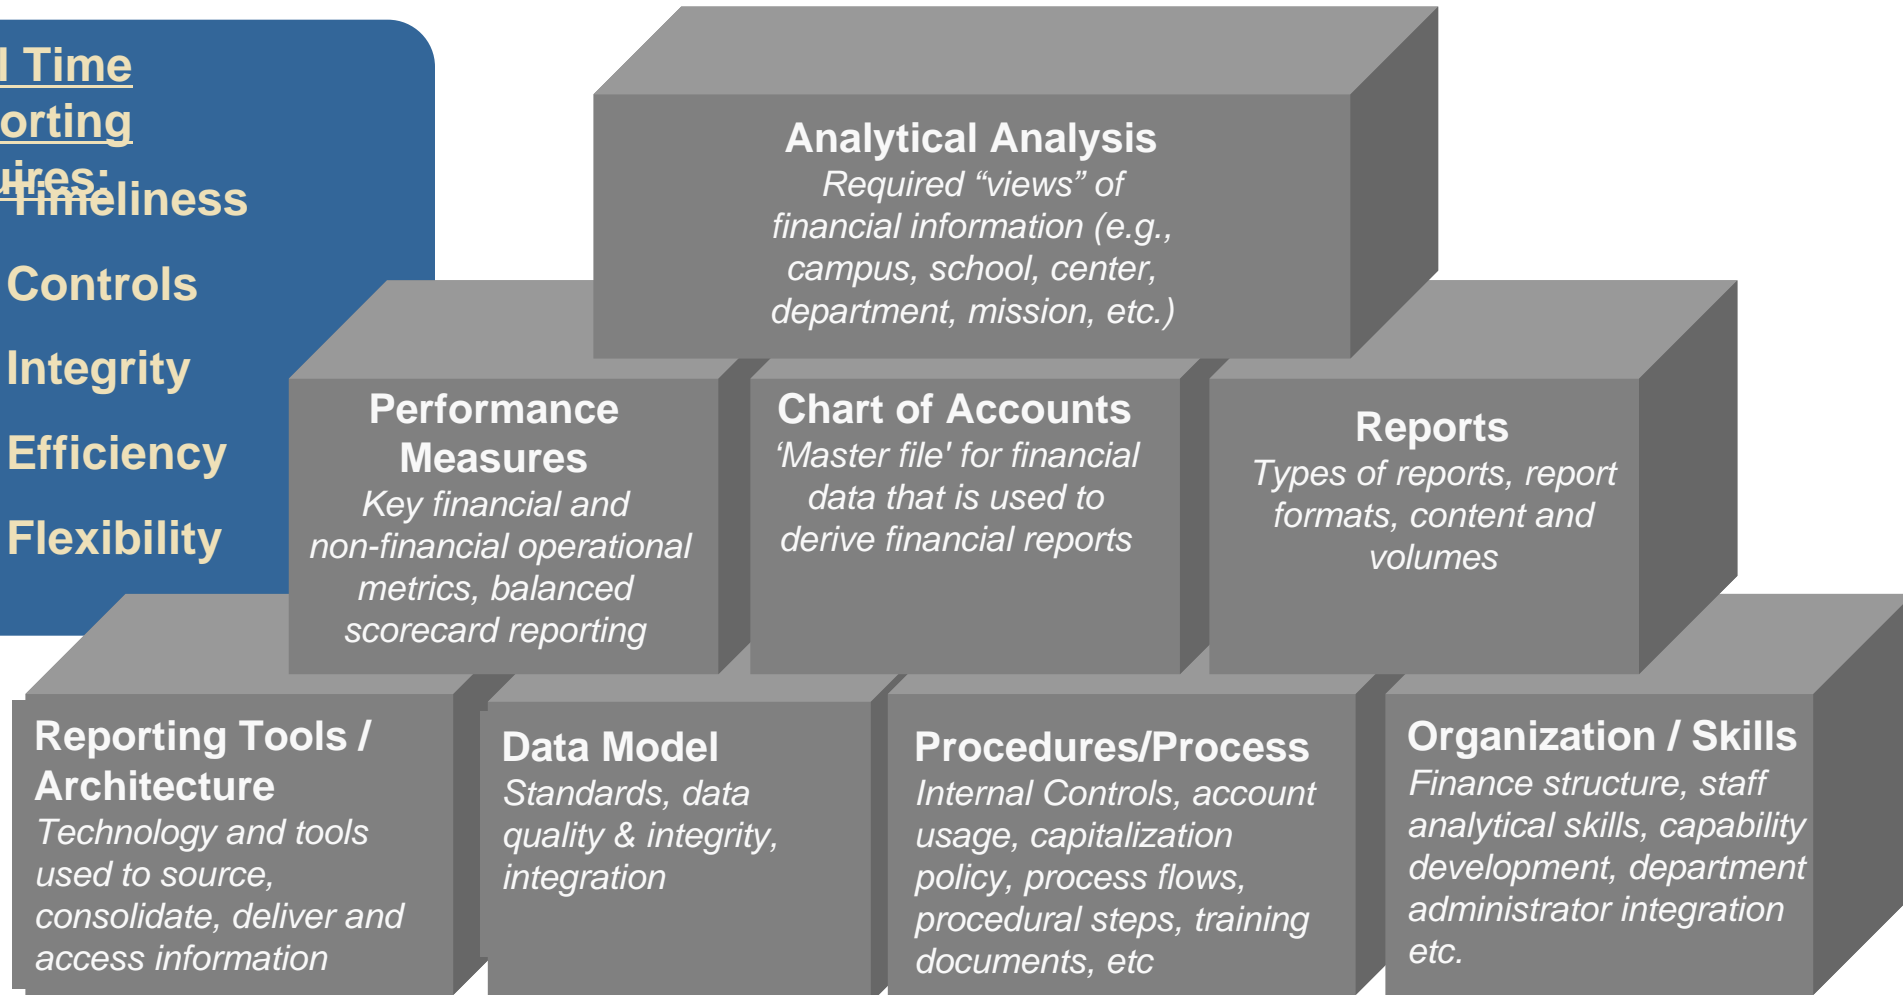 l Time
orting
uires:
Timeliness
Controls
Integrity
Efficiency
Flexibility
Analytical Analysis
Required “views” of
financial information (e.g.,
campus, school, center,
department, mission, etc.)
Performance
Measures
Key financial and
non-financial operational
metrics, balanced
scorecard reporting
Chart of Accounts
‘Master file' for financial
data that is used to
derive financial reports
Reports
Types of reports, report
formats, content and
volumes
Reporting Tools /
Architecture
Technology and tools
used to source,
consolidate, deliver and
access information
Data Model
Standards, data
quality & integrity,
integration
Procedures/Process
Internal Controls, account
usage, capitalization
policy, process flows,
procedural steps, training
documents, etc
Organization / Skills
Finance structure, staff
analytical skills, capability
development, department
administrator integration
etc.